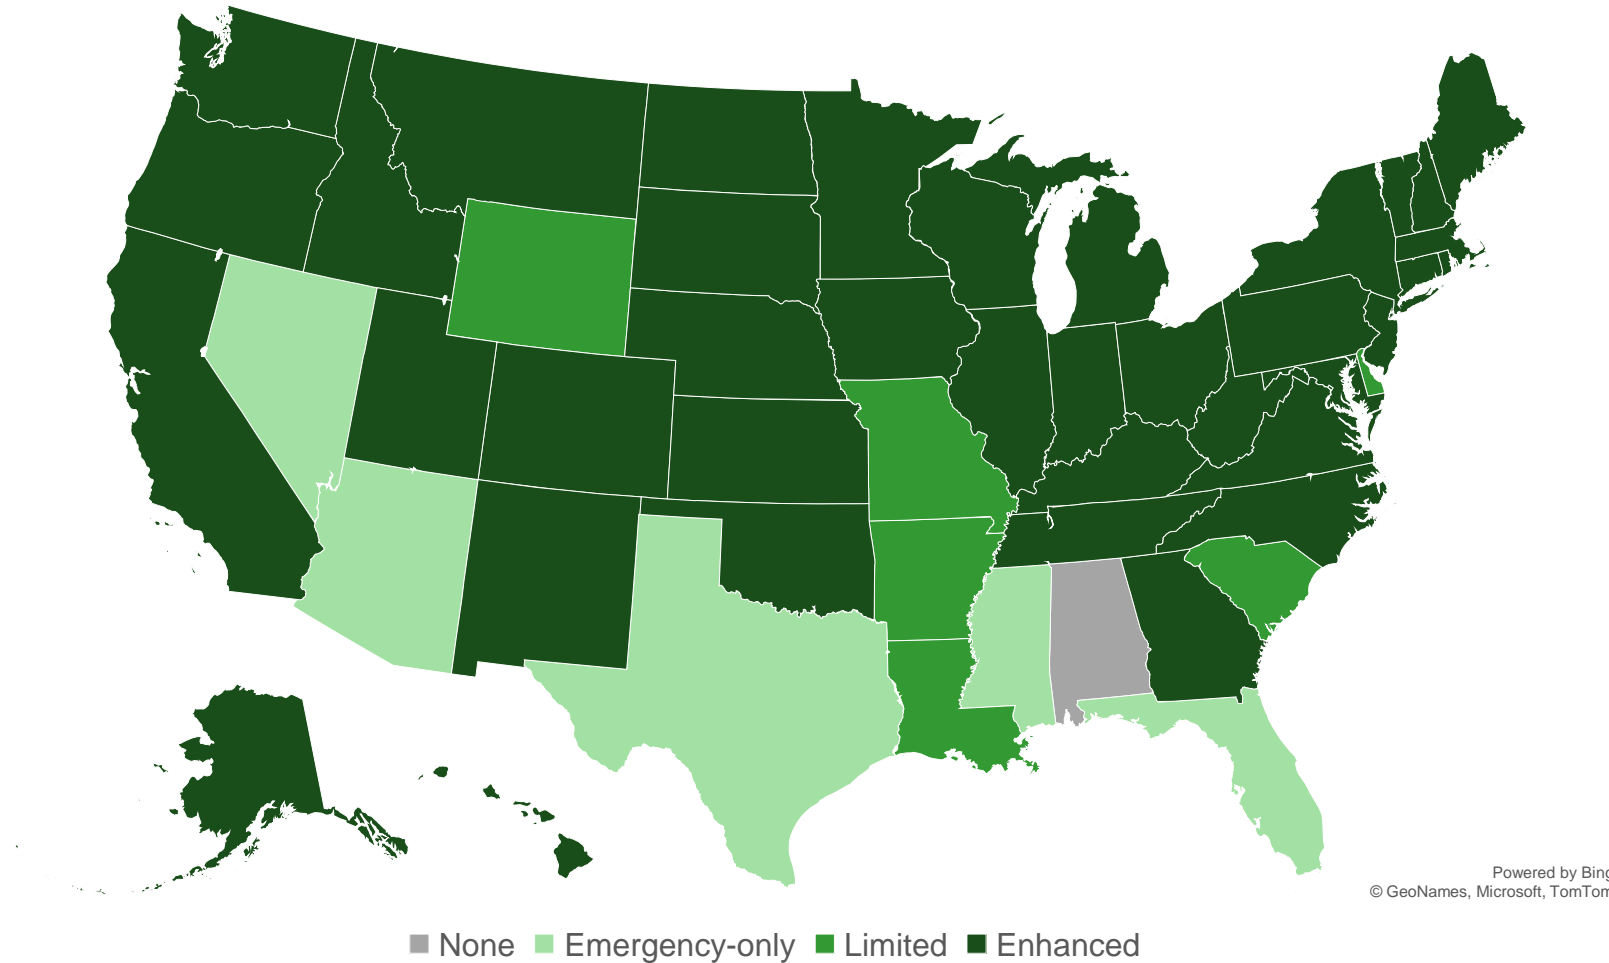 Powered by Bing
© GeoNames, Microsoft, TomTom
None Emergency-only Limited Enhanced